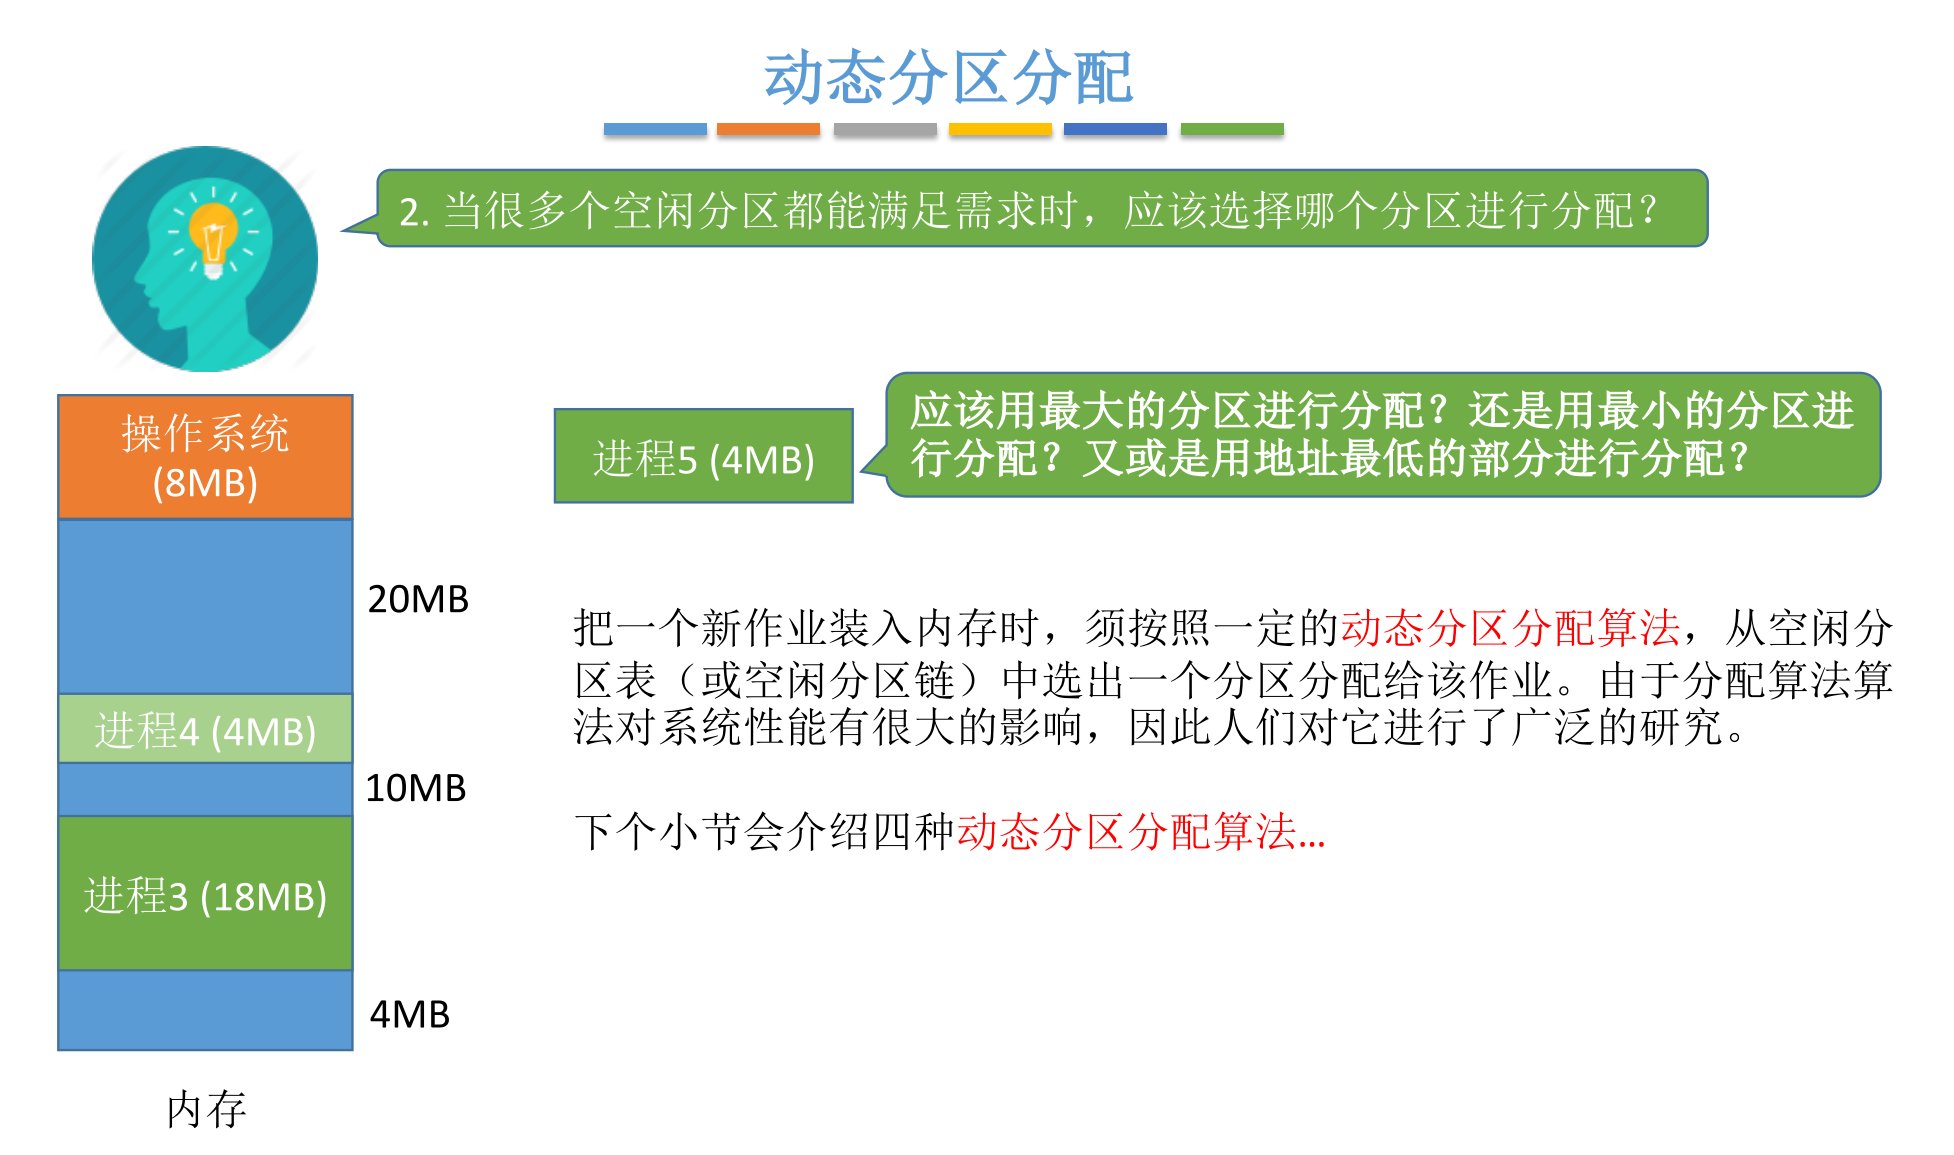 动态分区分配
2. 当很多个空闲分区都能满足需求时，应该选择哪个分区进行分配？
操作系统
(8MB)
20MB
进程4 (4MB)
10MB
进程3 (18MB)
4MB
内存
进程5 (4MB)
应该用最大的分区进行分配？还是用最小的分区进
行分配？又或是用地址最低的部分进行分配？
把一个新作业装入内存时，须按照一定的动态分区分配算法，从空闲分
区表（或空闲分区链）中选出一个分区分配给该作业。由于分配算法算
法对系统性能有很大的影响，因此人们对它进行了广泛的研究。
下个小节会介绍四种动态分区分配算法...